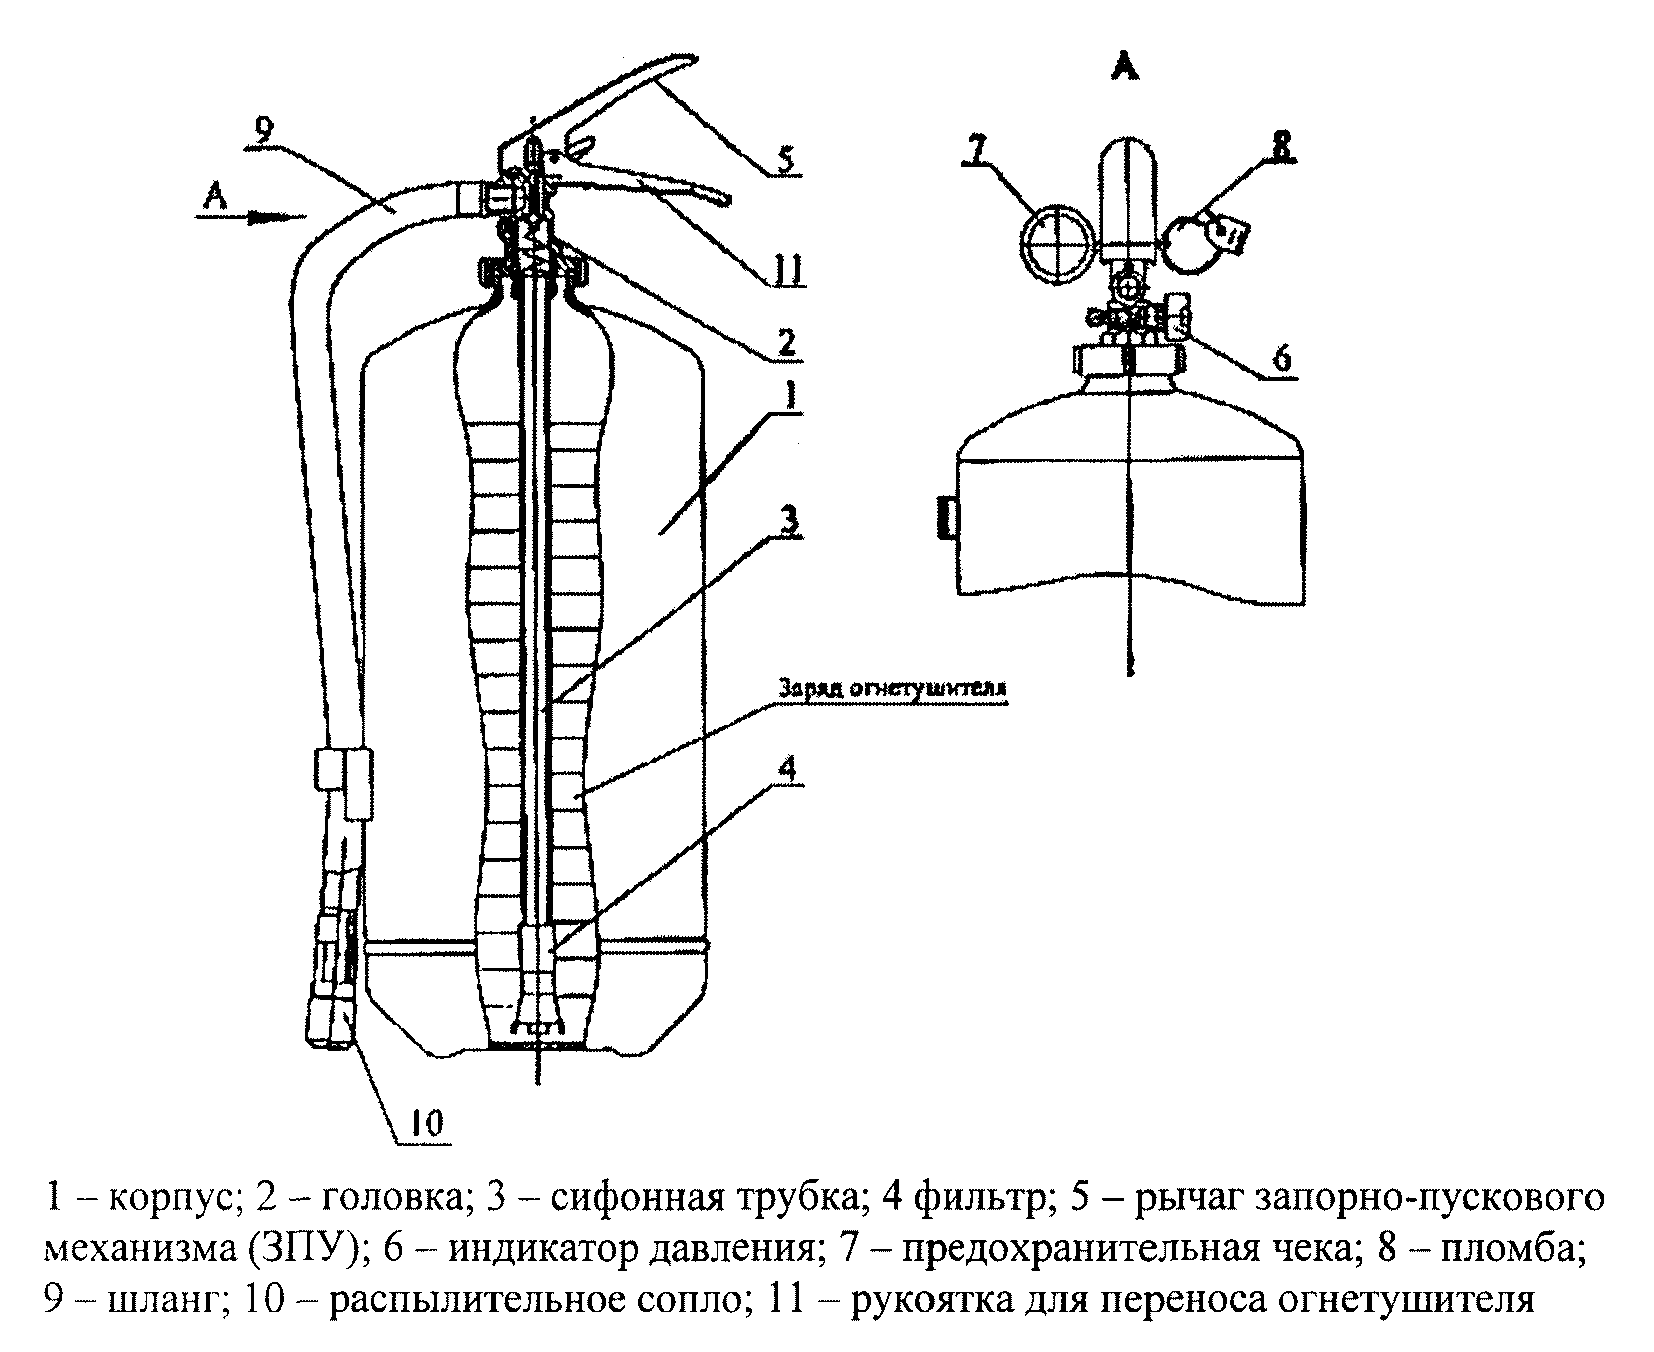 А
9
5
7
8
А
11
2
6
1
3
Заряд огнетушителя
4
10
1 – корпус; 2 – головка; 3 – сифонная трубка; 4 фильтр; 5 – рычаг запорно-пускового
механизма (ЗПУ); 6 – индикатор давления; 7 – предохранительная чека; 8 – пломба;
9 – шланг; 10 – распылительное сопло; 11 – рукоятка для переноса огнетушителя